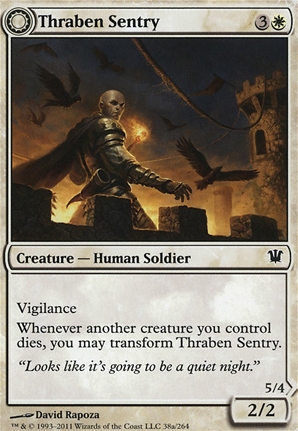 Thraben Sentry 3
Creature — Human Soldier
Vigilance
Whenever another creature you control
dies, you may transform Thraben Sentry.
"Looks like it's going to be a quiet night."
5/4
David Rapoza
™ & © 1993–2011 Wizards of the Coast LLC 38a/264
2/2